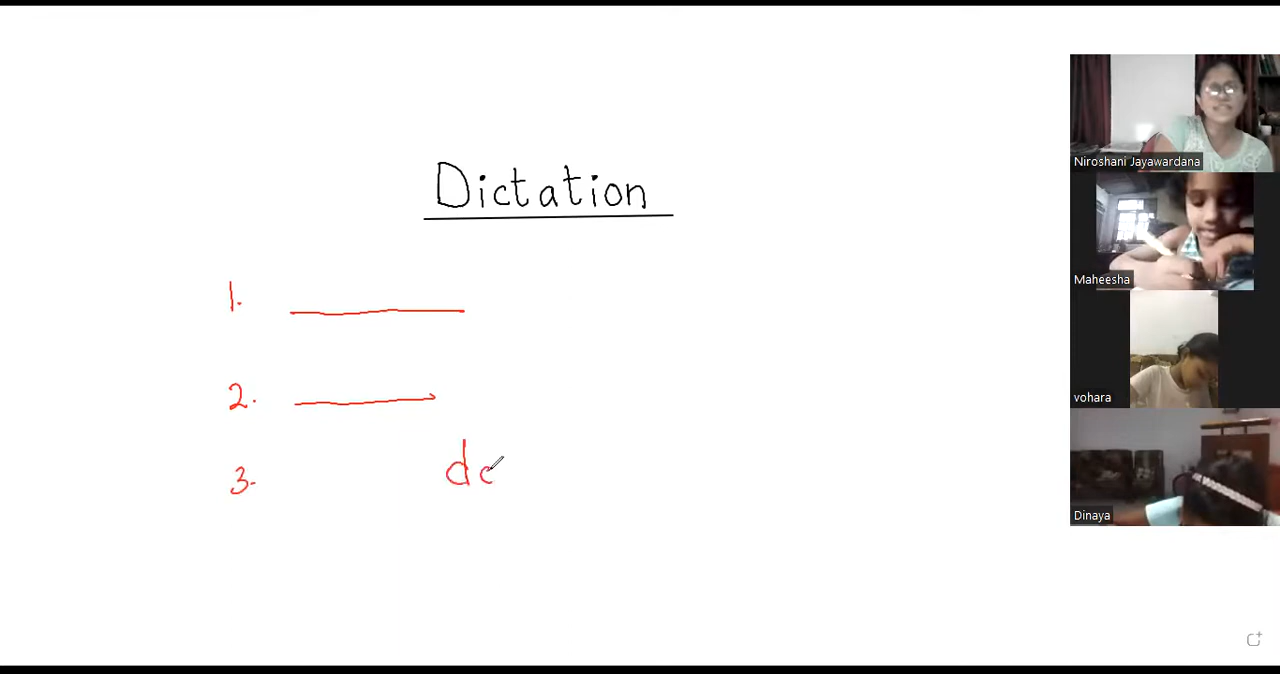 Dictation
1.
2.
3. dc
Niroshani Jayawardana
Maheesha
vohara
Dinaya